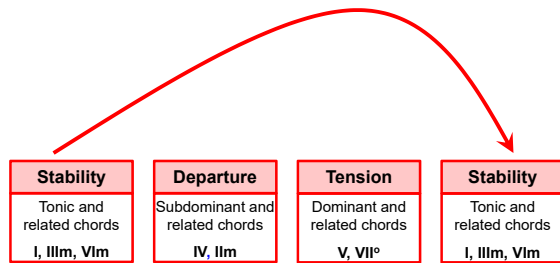 Stability
Tonic and
related chords
I, IIIm, VIm
Departure
Subdominant and
related chords
IV, IIm
Tension
Dominant and
related chords
V, VIIº
Stability
Tonic and
related chords
I, IIIm, VIm